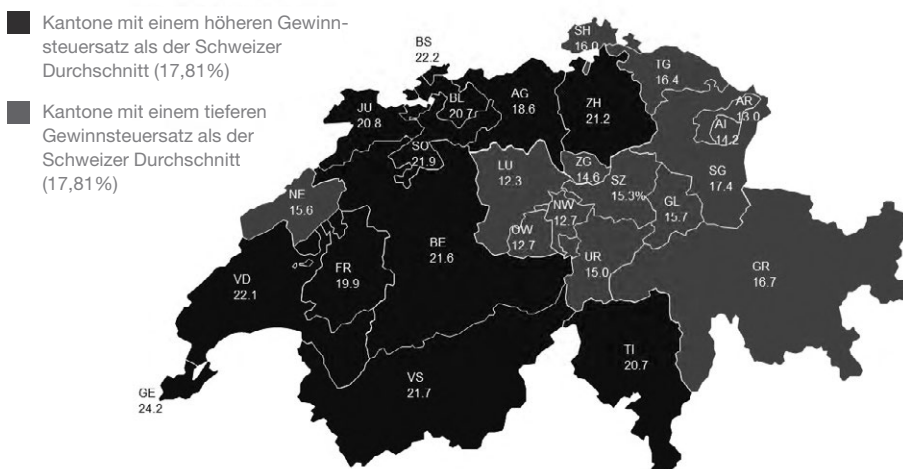 Kantone mit einem höheren Gewinn-
steuersatz als der Schweizer
Durchschnitt (17,81%)
Kantone mit einem tieferen
Gewinnsteuersatz als der
Schweizer Durchschnitt
(17,81%)
SH
16.0
BS
22.2
TG
16.4
JU
20.8
BL
20.7
AG
18.6
ZH
21.2
AR
13.0
AI
14.2
SO
21.9
LU
12.3
ZG
14.6
SZ
15.3%
SG
17.4
NE
15.6
NW
12.7
GL
15.7
OW
12.7
BE
21.6
UR
15.0
FR
19.9
GR
16.7
VD
22.1
TI
20.7
VS
21.7
GE
24.2